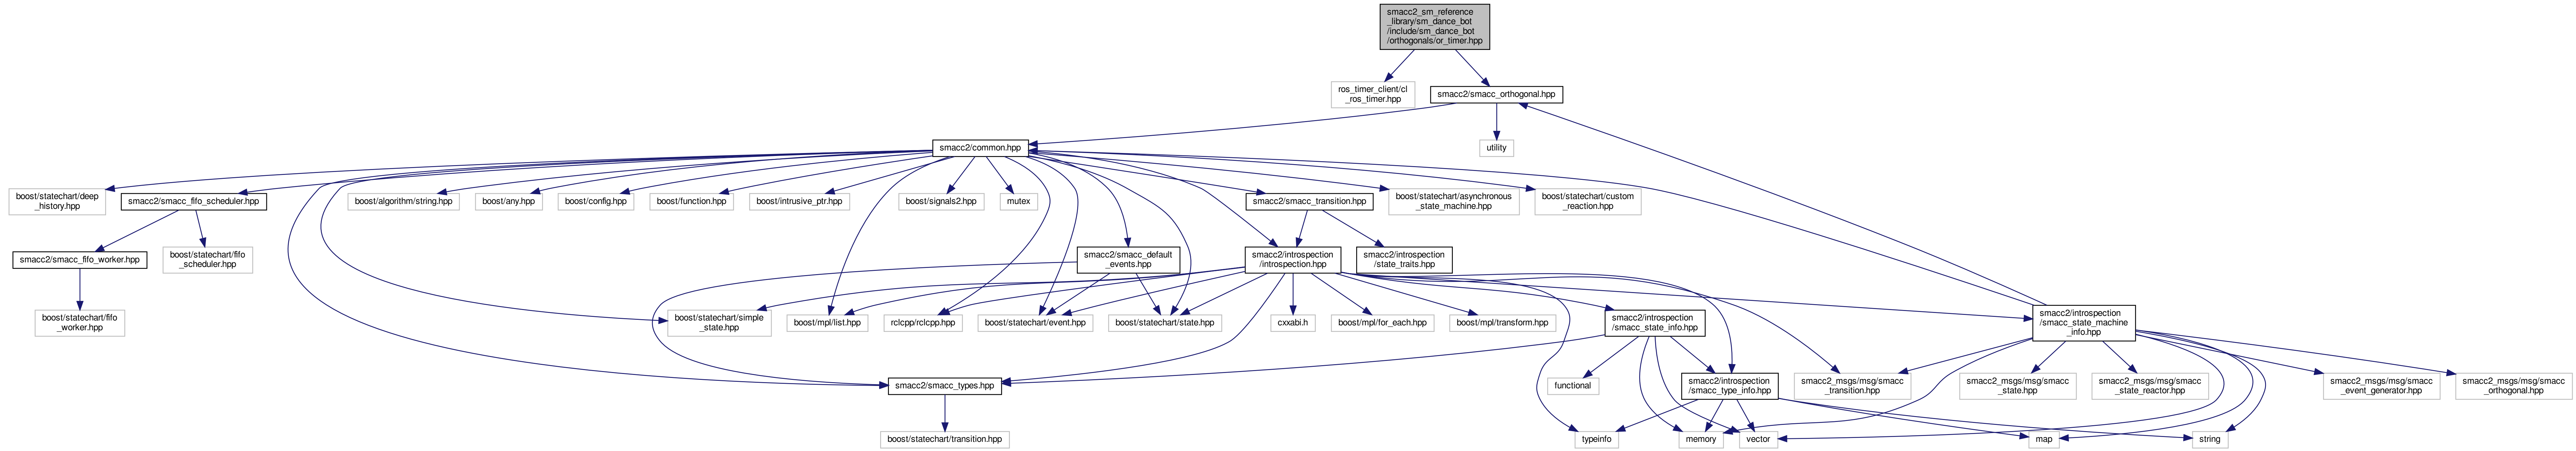 smacc2_sm_reference
_library/sm_dance_bot
/include/sm_dance_bot
/orthogonals/or_timer.hpp
ros_timer_client/cl
_ros_timer.hpp
smacc2/smacc_orthogonal.hpp
smacc2/common.hpp
utility
boost/statechart/deep
_history.hpp
smacc2/smacc_fifo_scheduler.hpp
boost/algorithm/string.hpp
boost/any.hpp
boost/config.hpp
boost/function.hpp
boost/intrusive_ptr.hpp
boost/signals2.hpp
mutex
smacc2/smacc_transition.hpp
boost/statechart/asynchronous
_state_machine.hpp
boost/statechart/custom
_reaction.hpp
smacc2/smacc_fifo_worker.hpp
boost/statechart/fifo
_scheduler.hpp
smacc2/smacc_default
_events.hpp
smacc2/introspection
/introspection.hpp
smacc2/introspection
/state_traits.hpp
boost/statechart/fifo
_worker.hpp
boost/statechart/simple
_state.hpp
boost/mpl/list.hpp
rclcpp/rclcpp.hpp
boost/statechart/event.hpp
boost/statechart/state.hpp
cxxabi.h
boost/mpl/for_each.hpp
boost/mpl/transform.hpp
smacc2/introspection
/smacc_state_info.hpp
smacc2/introspection
/smacc_state_machine
_info.hpp
smacc2/smacc_types.hpp
functional
smacc2/introspection
/smacc_type_info.hpp
smacc2_msgs/msg/smacc
_transition.hpp
smacc2_msgs/msg/smacc
_state.hpp
smacc2_msgs/msg/smacc
_state_reactor.hpp
smacc2_msgs/msg/smacc
_event_generator.hpp
smacc2_msgs/msg/smacc
_orthogonal.hpp
boost/statechart/transition.hpp
typeinfo
memory
vector
map
string